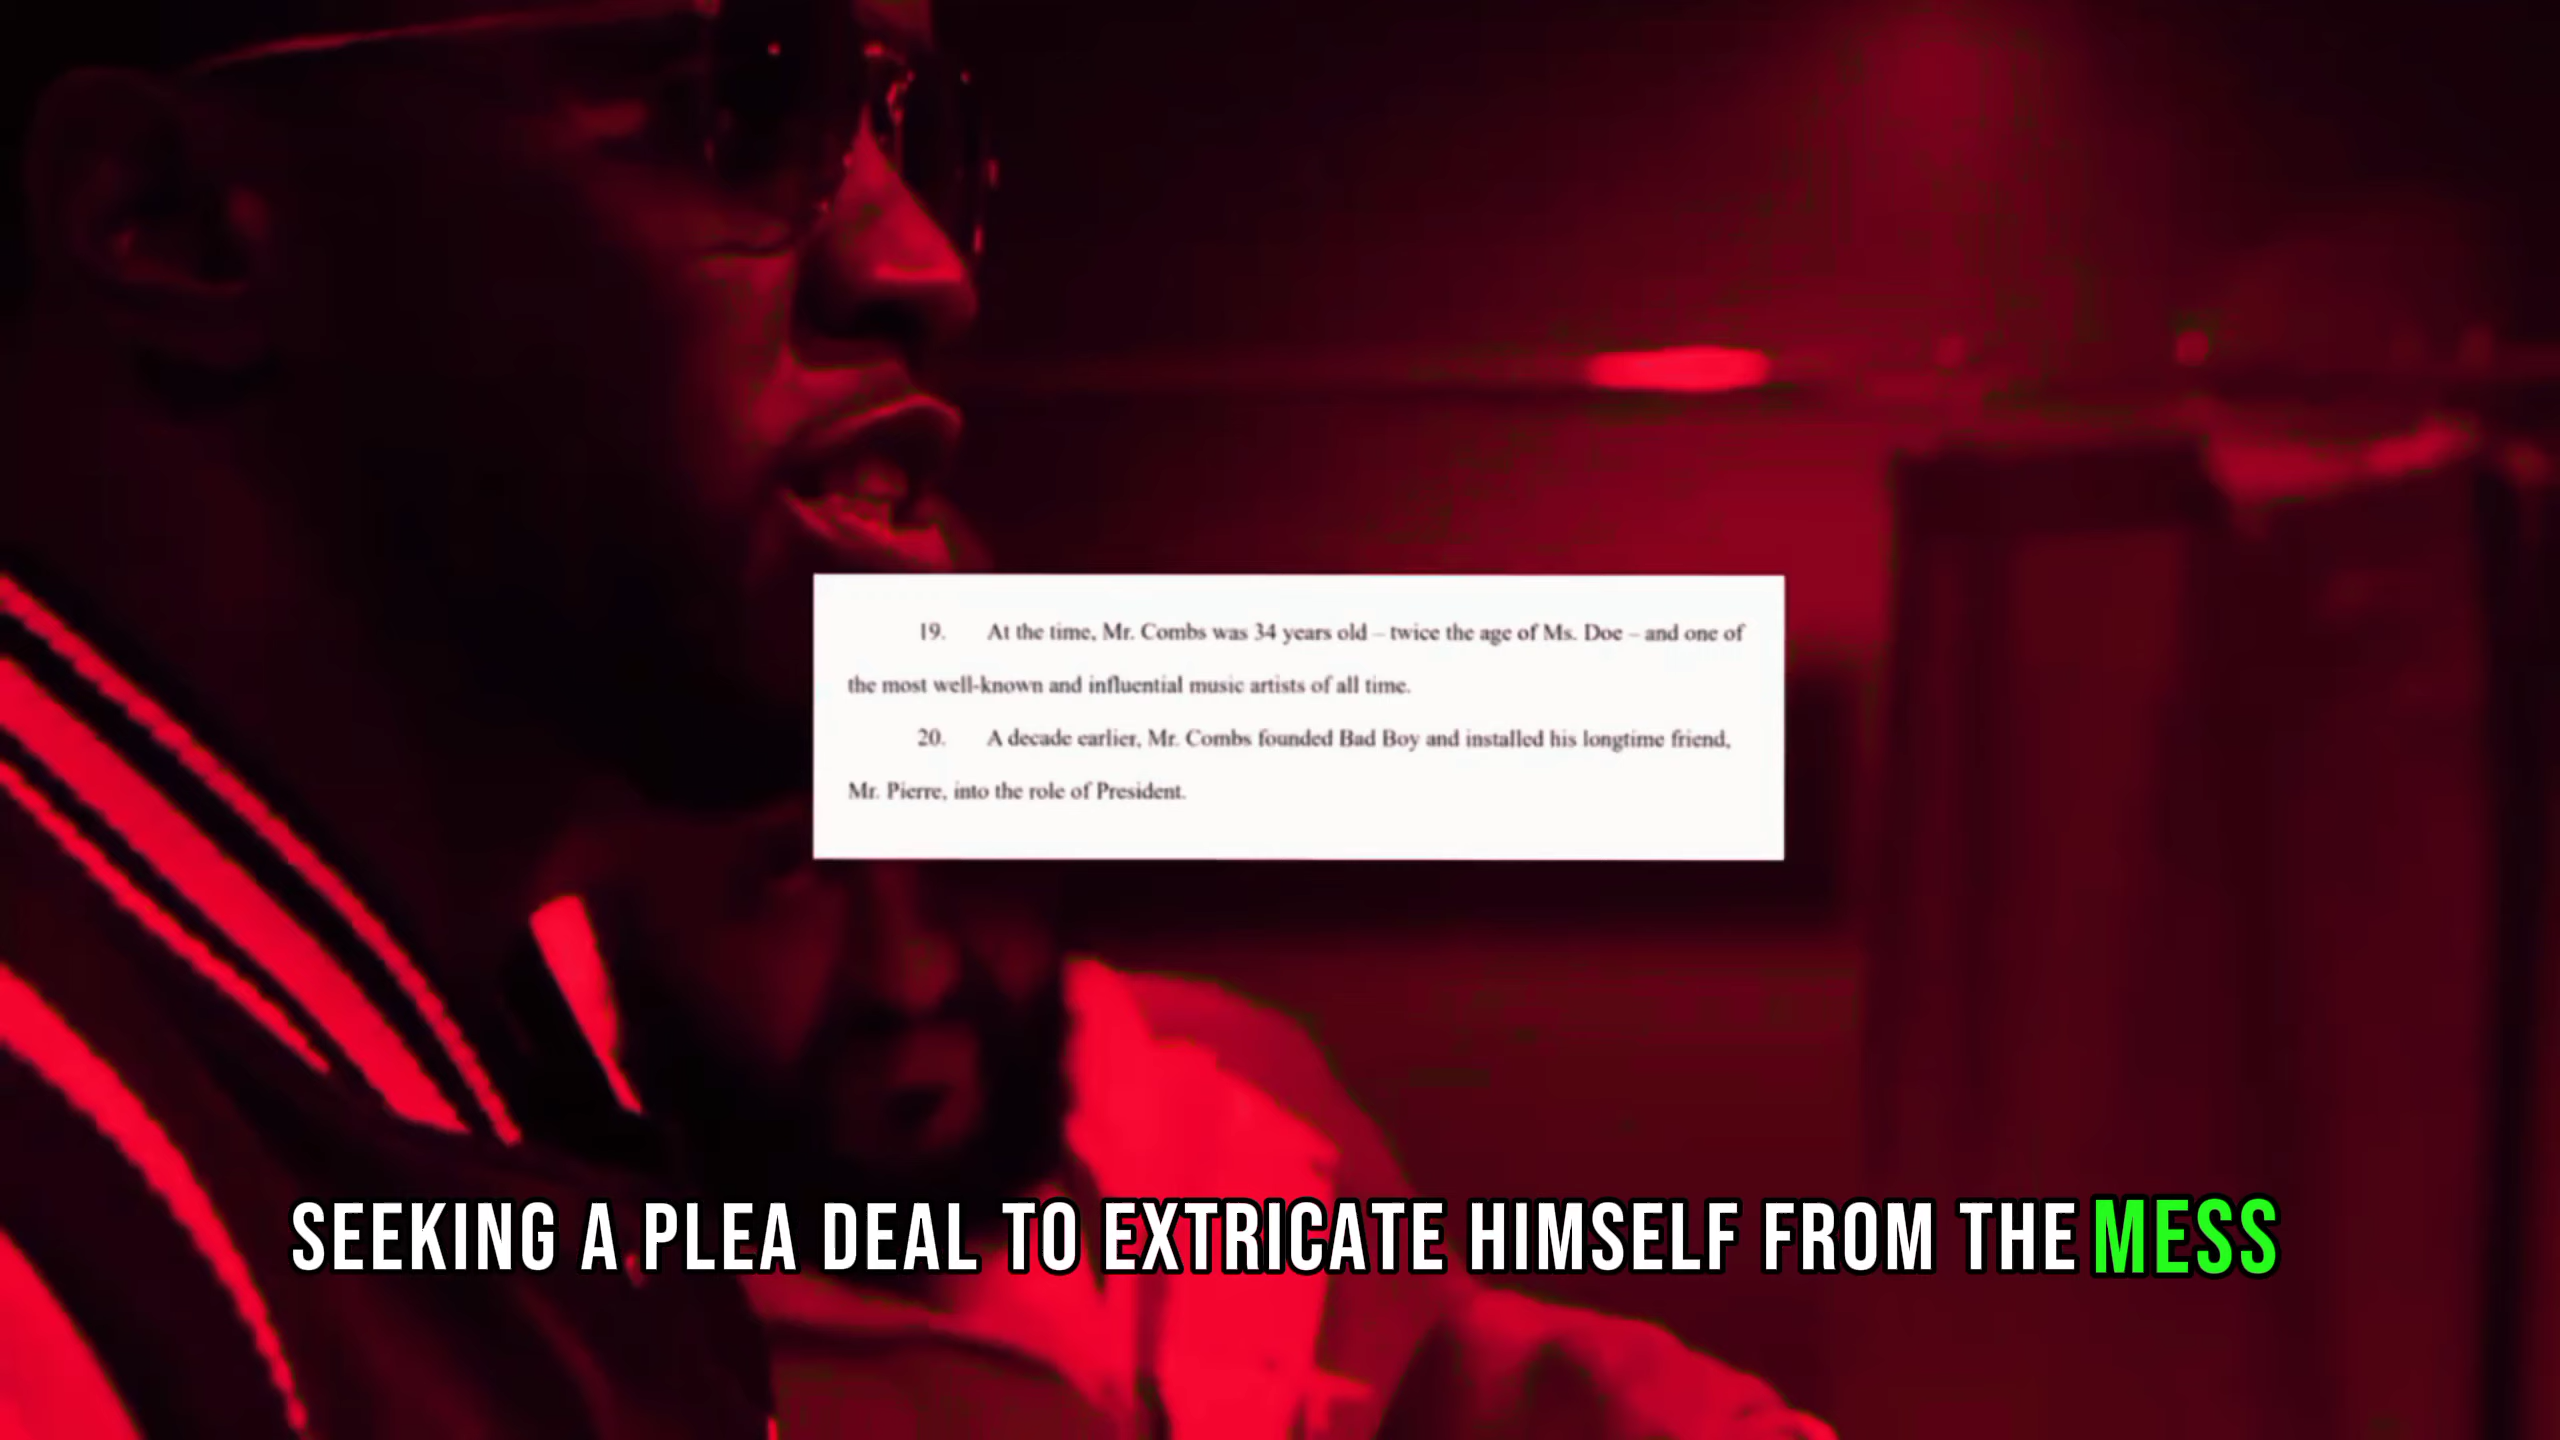 19. At the time, Mr. Combs was 34 years old – twice the age of Ms. Doe – and one of
the most well-known and influential music artists of all time.
20. A decade earlier, Mr. Combs founded Bad Boy and installed his longtime friend,
Mr. Pierre, into the role of President.
SEEKING A PLEA DEAL TO EXTRICATE HIMSELF FROM THE MESS